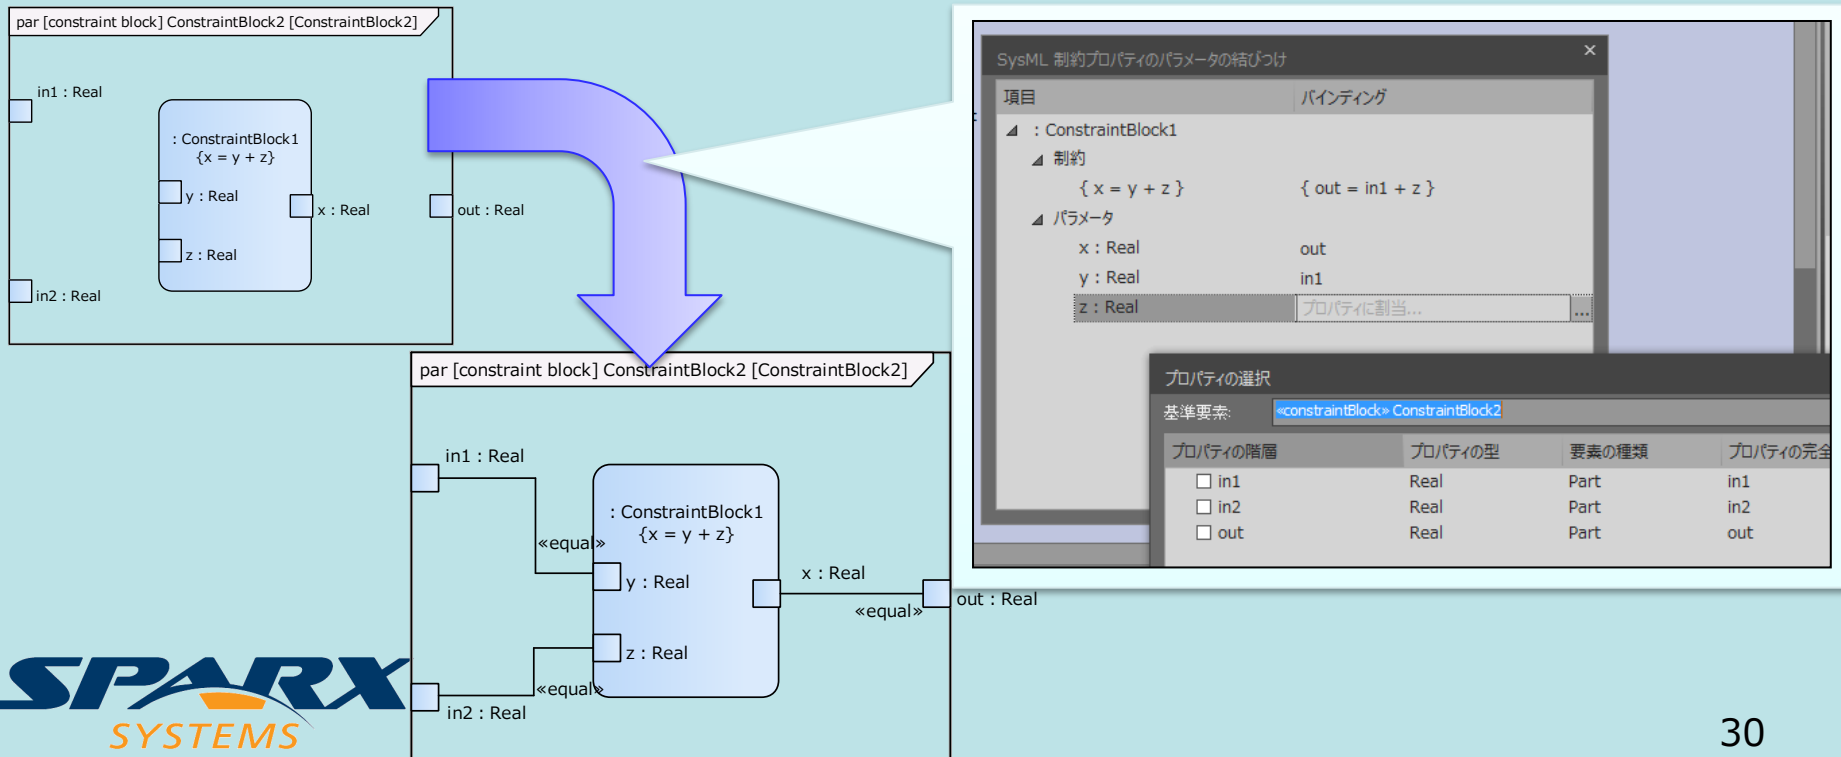 par [constraint block] ConstraintBlock2 [ConstraintBlock2]
in1 : Real
: ConstraintBlock1
{x = y + z}
y : Real
x : Real
out : Real
z : Real
in2 : Real
SysML 制約プロパティのパラメータの結びつけ
項目 バインディング
: ConstraintBlock1
制約
{ x = y + z } { out = in1 + z }
パラメータ
x : Real out
y : Real in1
z : Real プロパティに割当... ...
プロパティの選択
基準要素: «constraintBlock» ConstraintBlock2
プロパティの階層 プロパティの型 要素の種類 プロパティの完全
in1 Real Part in1
in2 Real Part in2
out Real Part out
par [constraint block] ConstraintBlock2 [ConstraintBlock2]
in1 : Real
: ConstraintBlock1
{x = y + z}
«equal»
y : Real
x : Real
«equal»
out : Real
z : Real
«equal»
in2 : Real
SPARX
SYSTEMS
30